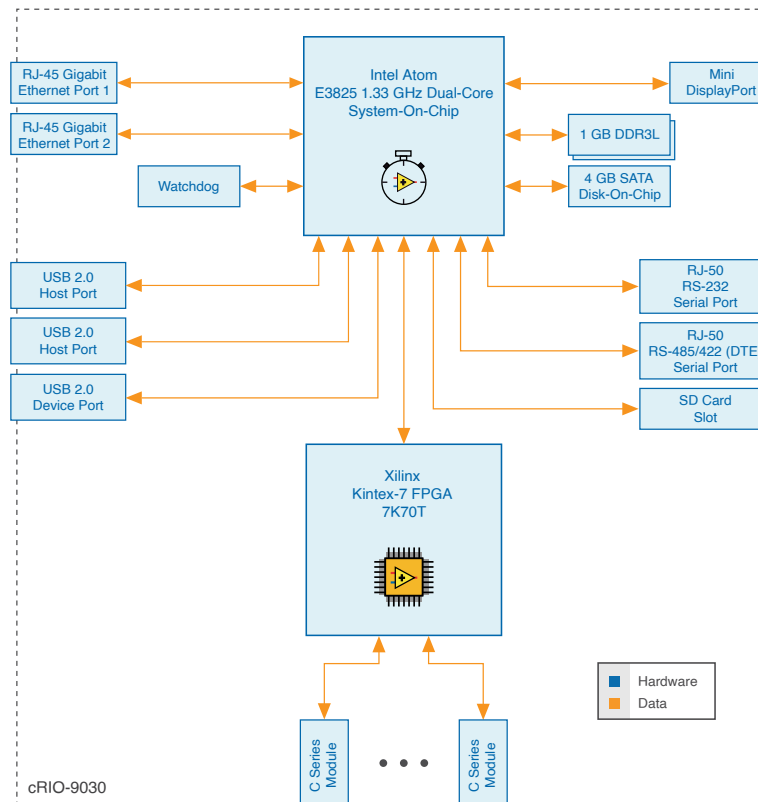 Intel Atom
E3825 1.33 GHz Dual-Core
System-On-Chip
RJ-45 Gigabit
Ethernet Port 1
RJ-45 Gigabit
Ethernet Port 2
Watchdog
Mini
DisplayPort
1 GB DDR3L
4 GB SATA
Disk-On-Chip
USB 2.0
Host Port
USB 2.0
Host Port
USB 2.0
Device Port
RJ-50
RS-232
Serial Port
RJ-50
RS-485/422 (DTE
Serial Port
SD Card
Slot
Xilinx
Kintex-7 FPGA
7K70T
C Series
Module
C Series
Module
Hardware
Data
cRIO-9030